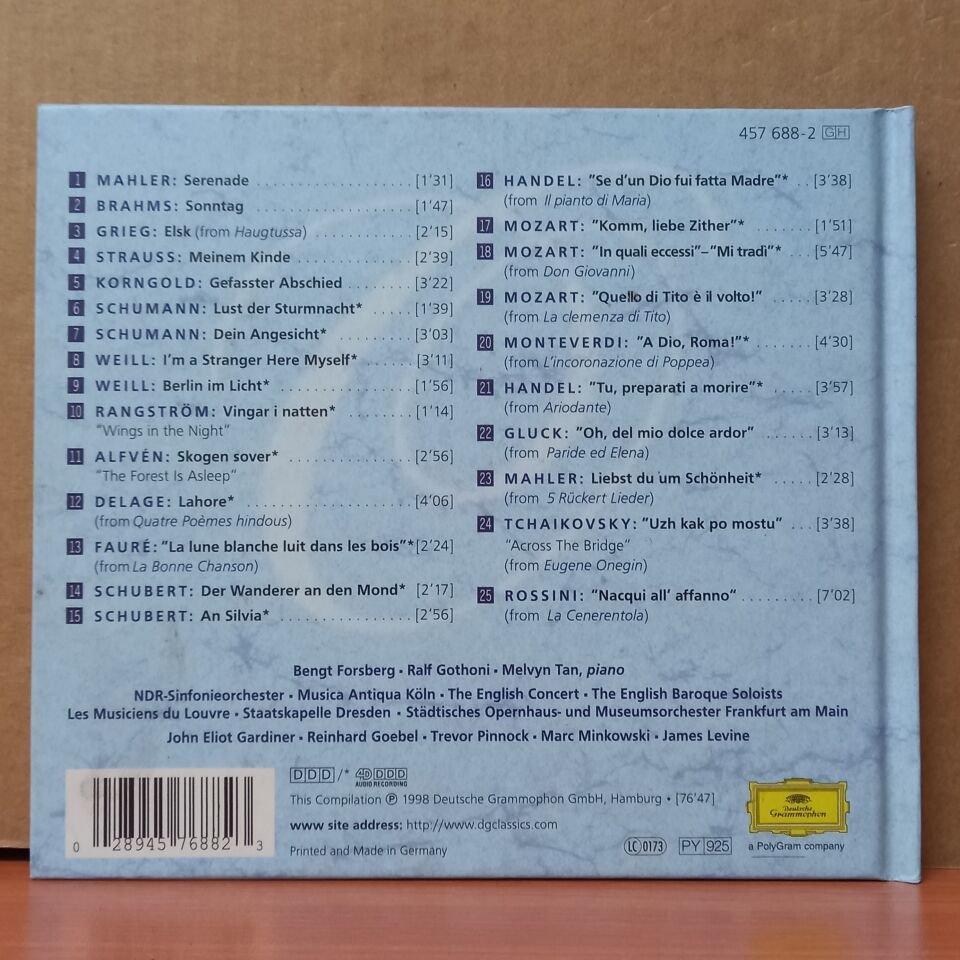 457 688-2 GH
1 MAHLER: Serenade . . . . . . . . . . . . . . . . . [1'31]
2 BRAHMS: Sonntag . . . . . . . . . . . . . . . . . [1'47]
3 GRIEG: Elsk (from Haugtussa) . . . . . . . . . . . . [2'15]
4 STRAUSS: Meinem Kinde . . . . . . . . . . . . [2'39]
5 KORNGOLD: Gefasster Abschied . . . . . . . [3'22]
6 SCHUMANN: Lust der Sturmnacht* . . . . . [1'39]
7 SCHUMANN: Dein Angesicht* . . . . . . . . . [3'03]
8 WEILL: I'm a Stranger Here Myself* . . . . . . . [3'11]
9 WEILL: Berlin im Licht* . . . . . . . . . . . . . . [1'56]
10 RANGSTRÖM: Vingar i natten* . . . . . . . . [1'14]
"Wings in the Night"
11 ALFVÉN: Skogen sover* . . . . . . . . . . . . . [2'56]
"The Forest Is Asleep"
12 DELAGE: Lahore* . . . . . . . . . . . . . . . . . . [4'06]
(from Quatre Poèmes hindous)
13 FAURÉ: "La lune blanche luit dans les bois"* [2'24]
(from La Bonne Chanson)
14 SCHUBERT: Der Wanderer an den Mond* [2'17]
15 SCHUBERT: An Silvia* . . . . . . . . . . . . . . [2'56]
16 HANDEL: "Se d'un Dio fui fatta Madre"* . . [3'38]
(from Il pianto di Maria)
17 MOZART: "Komm, liebe Zither"* . . . . . . . [1'51]
18 MOZART: "In quali eccessi"–"Mi tradì" . . . . [5'47]
(from Don Giovanni)
19 MOZART: "Quello di Tito è il volto!" . . . . . [3'28]
(from La clemenza di Tito)
20 MONTEVERDI: "A Dio, Roma!"* . . . . . . . [4'30]
(from L'incoronazione di Poppea)
21 HANDEL: "Tu, preparati a morire"* . . . . . [3'57]
(from Ariodante)
22 GLUCK: "Oh, del mio dolce ardor" . . . . . . [3'13]
(from Paride ed Elena)
23 MAHLER: Liebst du um Schönheit* . . . . . [2'28]
(from 5 Rückert Lieder)
24 TCHAIKOVSKY: "Uzh kak po mostu" . . . [3'38]
"Across The Bridge"
(from Eugene Onegin)
25 ROSSINI: "Nacqui all' affanno" . . . . . . . . . [7'02]
(from La Cenerentola)
Bengt Forsberg • Ralf Gothoni • Melvyn Tan, piano
NDR-Sinfonieorchester • Musica Antiqua Köln • The English Concert • The English Baroque Soloists
Les Musiciens du Louvre • Staatskapelle Dresden • Städtisches Opernhaus- und Museumsorchester Frankfurt am Main
John Eliot Gardiner • Reinhard Goebel • Trevor Pinnock • Marc Minkowski • James Levine
DDD /* 4D DDD
AUDIO RECORDING
This Compilation ℗ 1998 Deutsche Grammophon GmbH, Hamburg • [76'47]
www site address: http://www.dgclassics.com
Printed and Made in Germany
0 28945 76882 3
LC 0173 PY 925
Deutsche
Grammophon
a PolyGram company